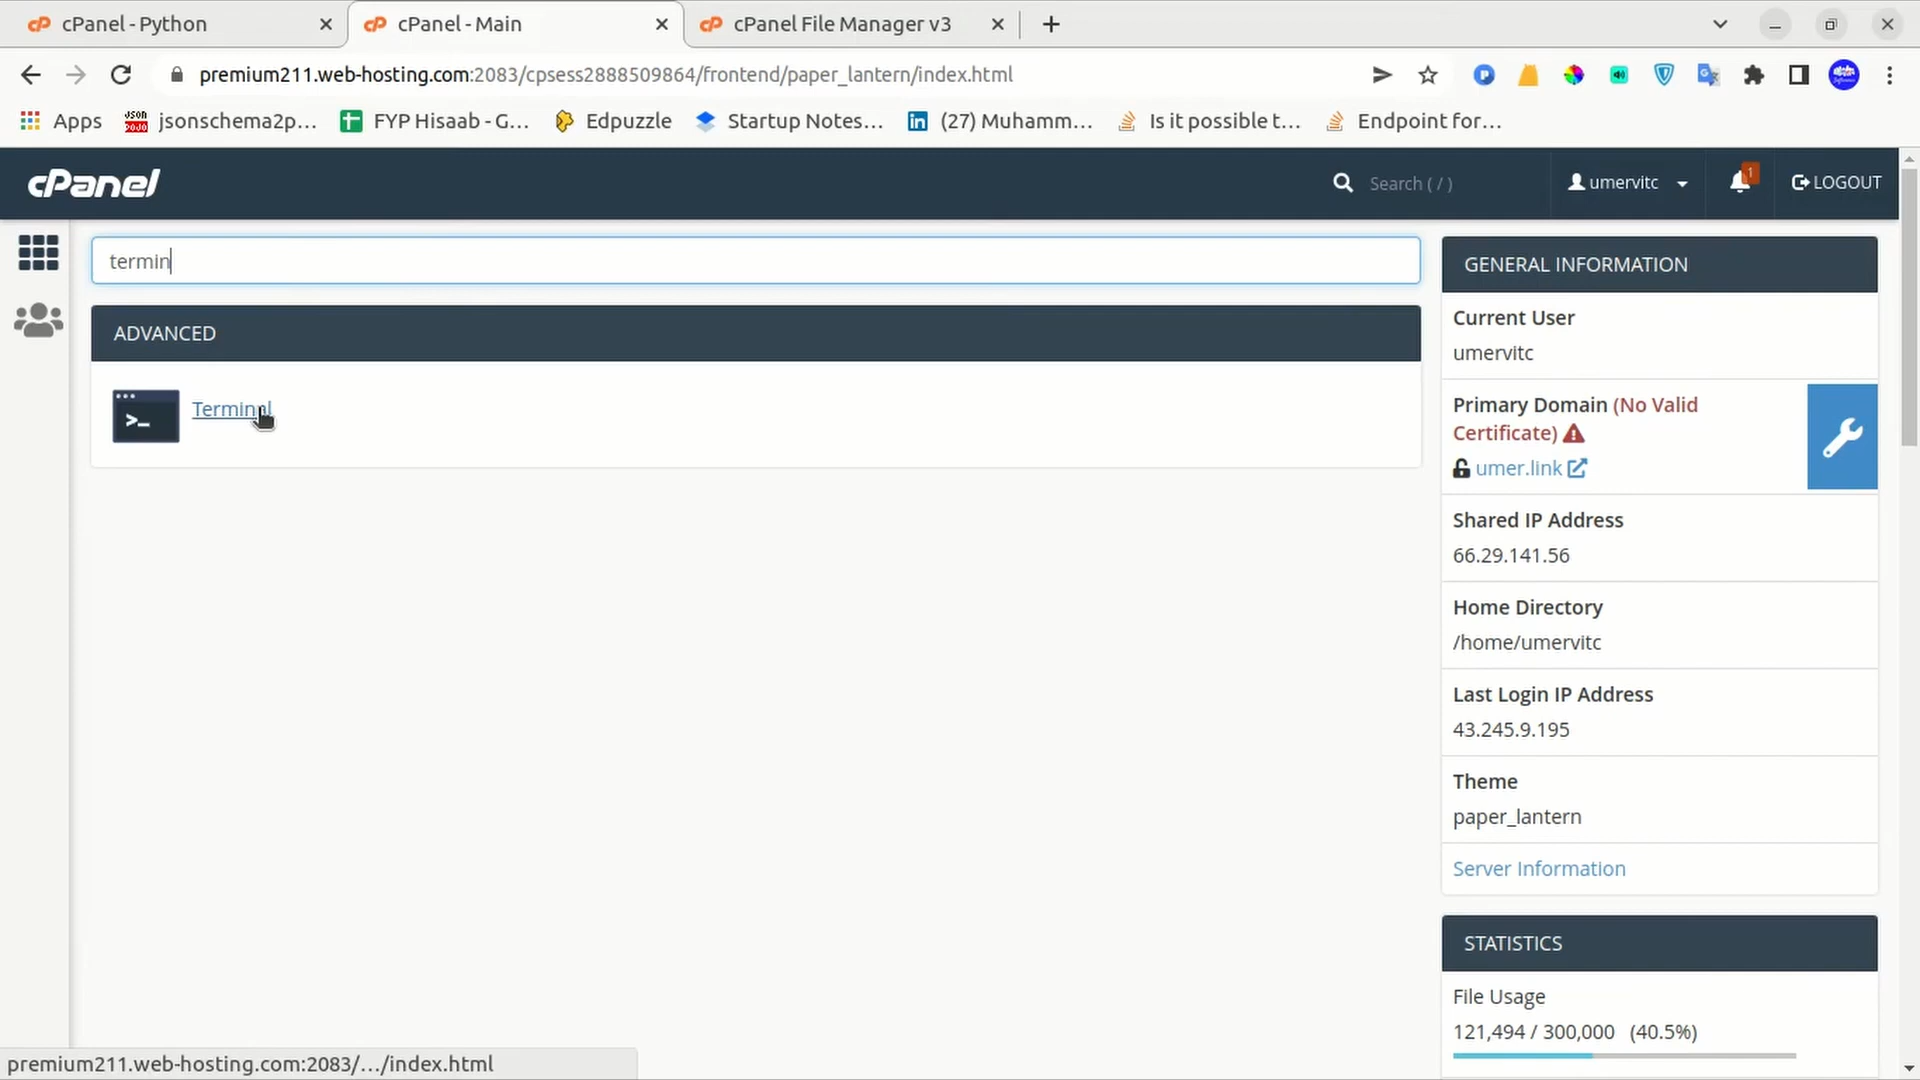 cPanel - Python
cPanel - Main
cPanel File Manager v3
premium211.web-hosting.com:2083/cpsess2888509864/frontend/paper_lantern/index.html
Apps
jsonschema2p...
FYP Hisaab - G...
Edpuzzle
Startup Notes...
(27) Muhamm...
Is it possible t...
Endpoint for...
cPanel
Search ( / )
umervitc
1
LOGOUT
termin
ADVANCED
>_
Terminal
GENERAL INFORMATION
Current User
umervitc
Primary Domain (No Valid
Certificate)
umer.link
Shared IP Address
66.29.141.56
Home Directory
/home/umervitc
Last Login IP Address
43.245.9.195
Theme
paper_lantern
Server Information
STATISTICS
File Usage
121,494 / 300,000 (40.5%)
premium211.web-hosting.com:2083/.../index.html